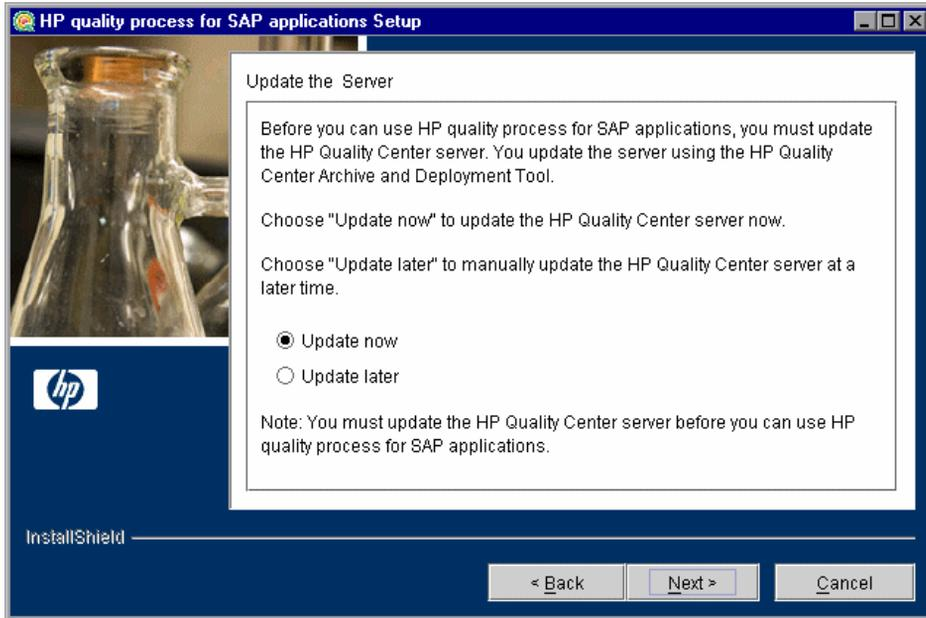 HP quality process for SAP applications Setup
Update the  Server
Before you can use HP quality process for SAP applications, you must update
the HP Quality Center server. You update the server using the HP Quality
Center Archive and Deployment Tool.
Choose "Update now" to update the HP Quality Center server now.
Choose "Update later" to manually update the HP Quality Center server at a
later time.
Update now
Update later
Note: You must update the HP Quality Center server before you can use HP
quality process for SAP applications.
hp
InstallShield
< Back
Next >
Cancel